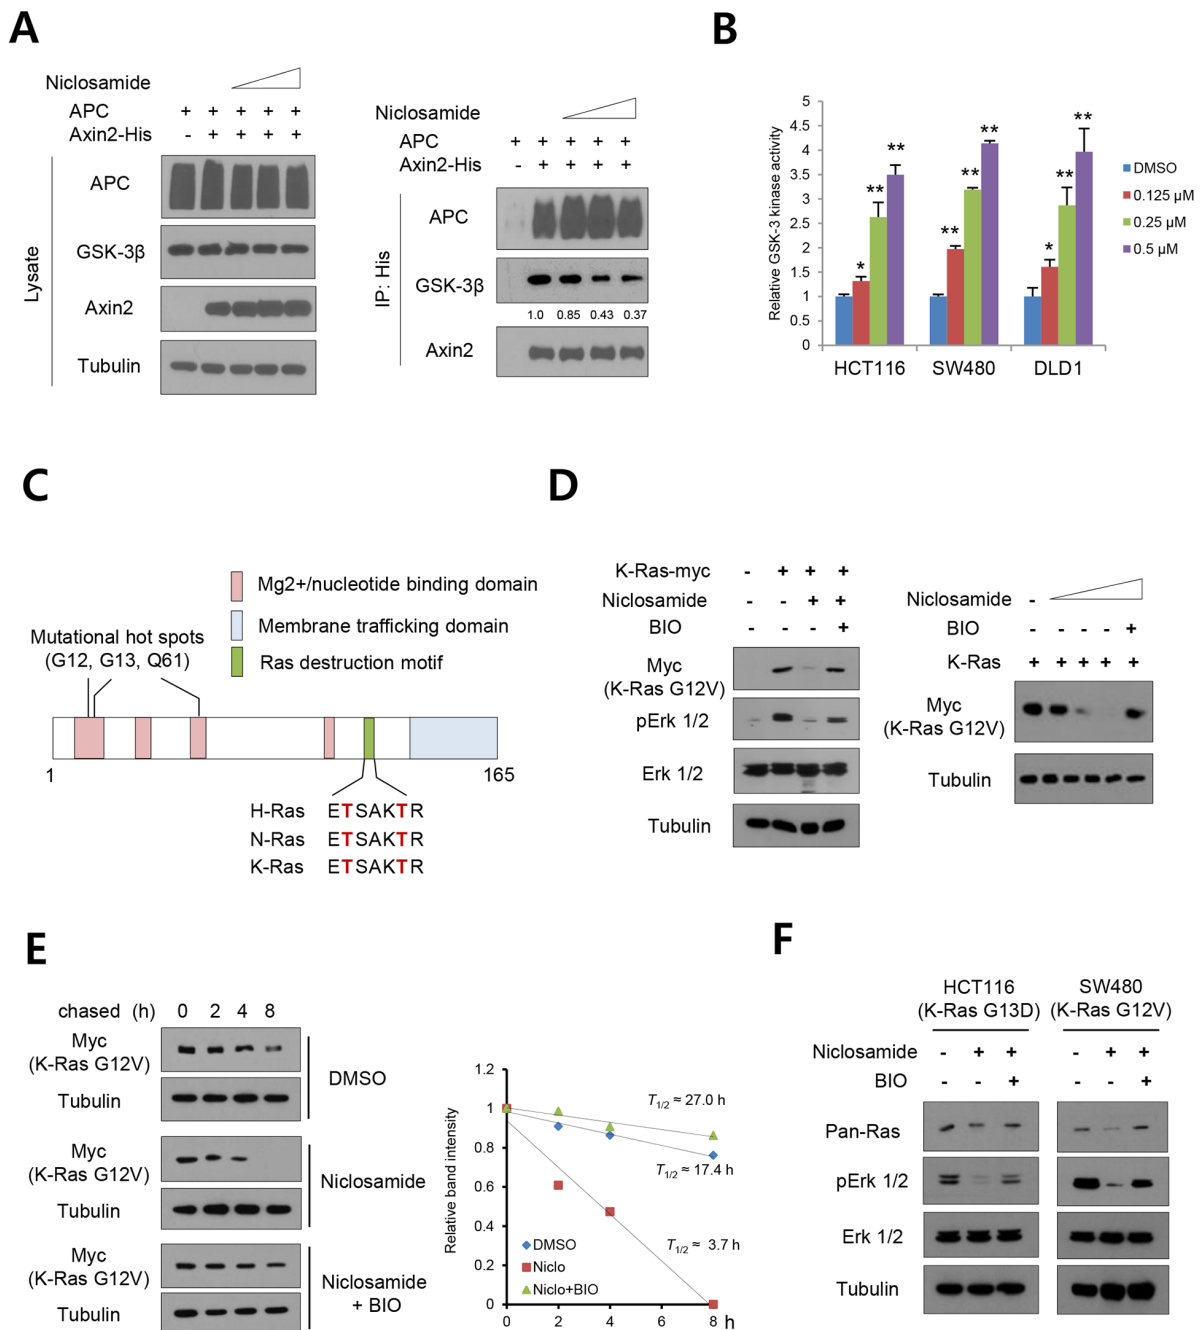 A
Niclosamide
APC + + + + +
Axin2-His - + + + +
Lysate
APC
GSK-3β
Axin2
Tubulin
Niclosamide
APC + + + + +
Axin2-His - + + + +
IP: His
APC
GSK-3β
1.0 0.85 0.43 0.37
Axin2
B
Relative GSK-3 kinase activity
5
4.5
4
3.5
3
2.5
2
1.5
1
0.5
0
* ** **
** ** **
* ** **
HCT116 SW480 DLD1
DMSO
0.125 µM
0.25 µM
0.5 µM
C
Mg2+/nucleotide binding domain
Membrane trafficking domain
Ras destruction motif
Mutational hot spots
(G12, G13, Q61)
1 165
H-Ras ETSAKTR
N-Ras ETSAKTR
K-Ras ETSAKTR
D
K-Ras-myc - + + +
Niclosamide - - + +
BIO - - - +
Myc
(K-Ras G12V)
pErk 1/2
Erk 1/2
Tubulin
Niclosamide -
BIO - - - - +
K-Ras + + + + +
Myc
(K-Ras G12V)
Tubulin
E
chased (h) 0 2 4 8
Myc
(K-Ras G12V)
Tubulin
DMSO
Myc
(K-Ras G12V)
Tubulin
Niclosamide
Myc
(K-Ras G12V)
Tubulin
Niclosamide
+ BIO
Relative band intensity
1.2
1
0.8
0.6
0.4
0.2
0
0 2 4 6 8 h
T1/2 ≈ 27.0 h
T1/2 ≈ 17.4 h
T1/2 ≈ 3.7 h
DMSO
Niclo
Niclo+BIO
F
HCT116
(K-Ras G13D)
SW480
(K-Ras G12V)
Niclosamide - + + - + +
BIO - - + - - +
Pan-Ras
pErk 1/2
Erk 1/2
Tubulin